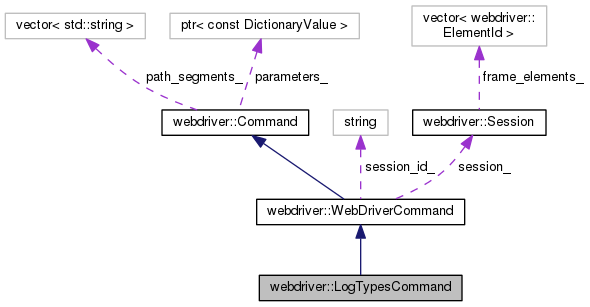 vector< std::string >
ptr< const DictionaryValue >
vector< webdriver::
ElementId >
path_segments_
parameters_
frame_elements_
webdriver::Command
string
webdriver::Session
session_id_
session_
webdriver::WebDriverCommand
webdriver::LogTypesCommand